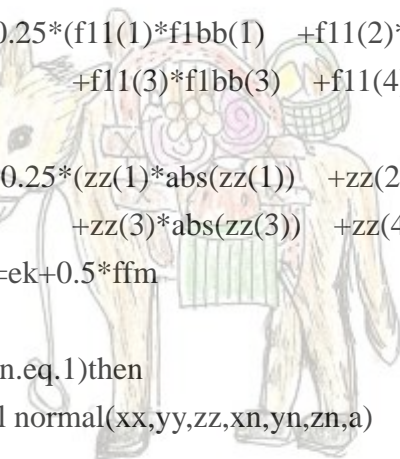 0.25*(f11(1)*f1bb(1) +f11(2)*
+f11(3)*f1bb(3) +f11(4
0.25*(zz(1)*abs(zz(1)) +zz(2
+zz(3)*abs(zz(3)) +zz(4
=ek+0.5*ffm
n.eq.1)then
l normal(xx,yy,zz,xn,yn,zn,a)